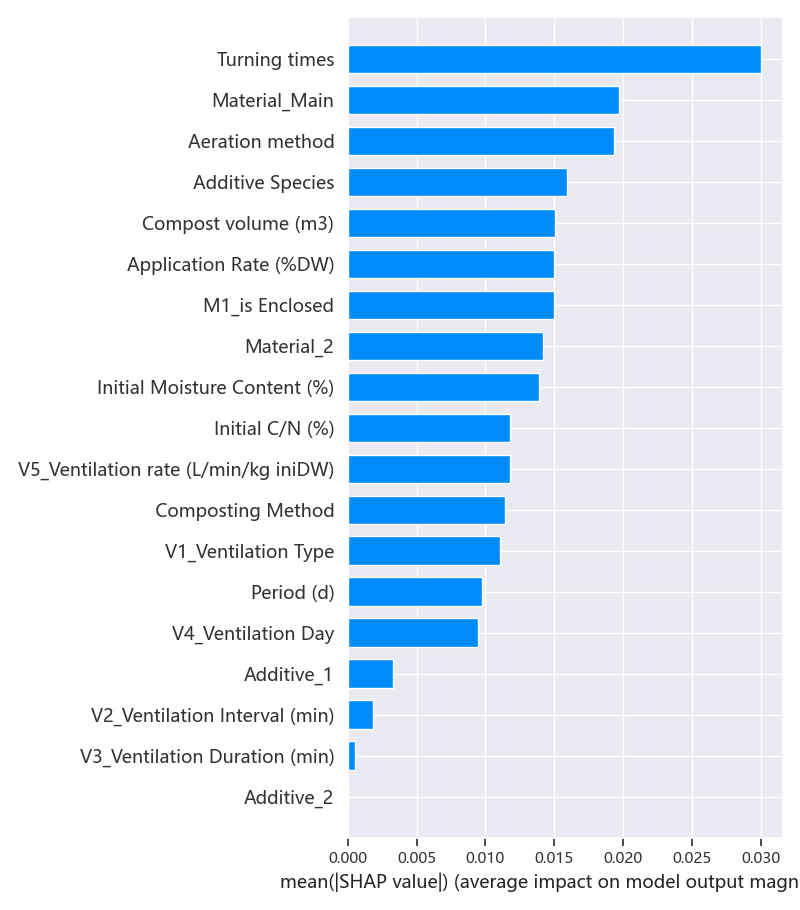 Turning times
Material_Main
Aeration method
Additive Species
Compost volume (m3)
Application Rate (%DW)
M1_is Enclosed
Material_2
Initial Moisture Content (%)
Initial C/N (%)
V5_Ventilation rate (L/min/kg iniDW)
Composting Method
V1_Ventilation Type
Period (d)
V4_Ventilation Day
Additive_1
V2_Ventilation Interval (min)
V3_Ventilation Duration (min)
Additive_2
0.000 0.005 0.010 0.015 0.020 0.025 0.030
mean(|SHAP value|) (average impact on model output magn